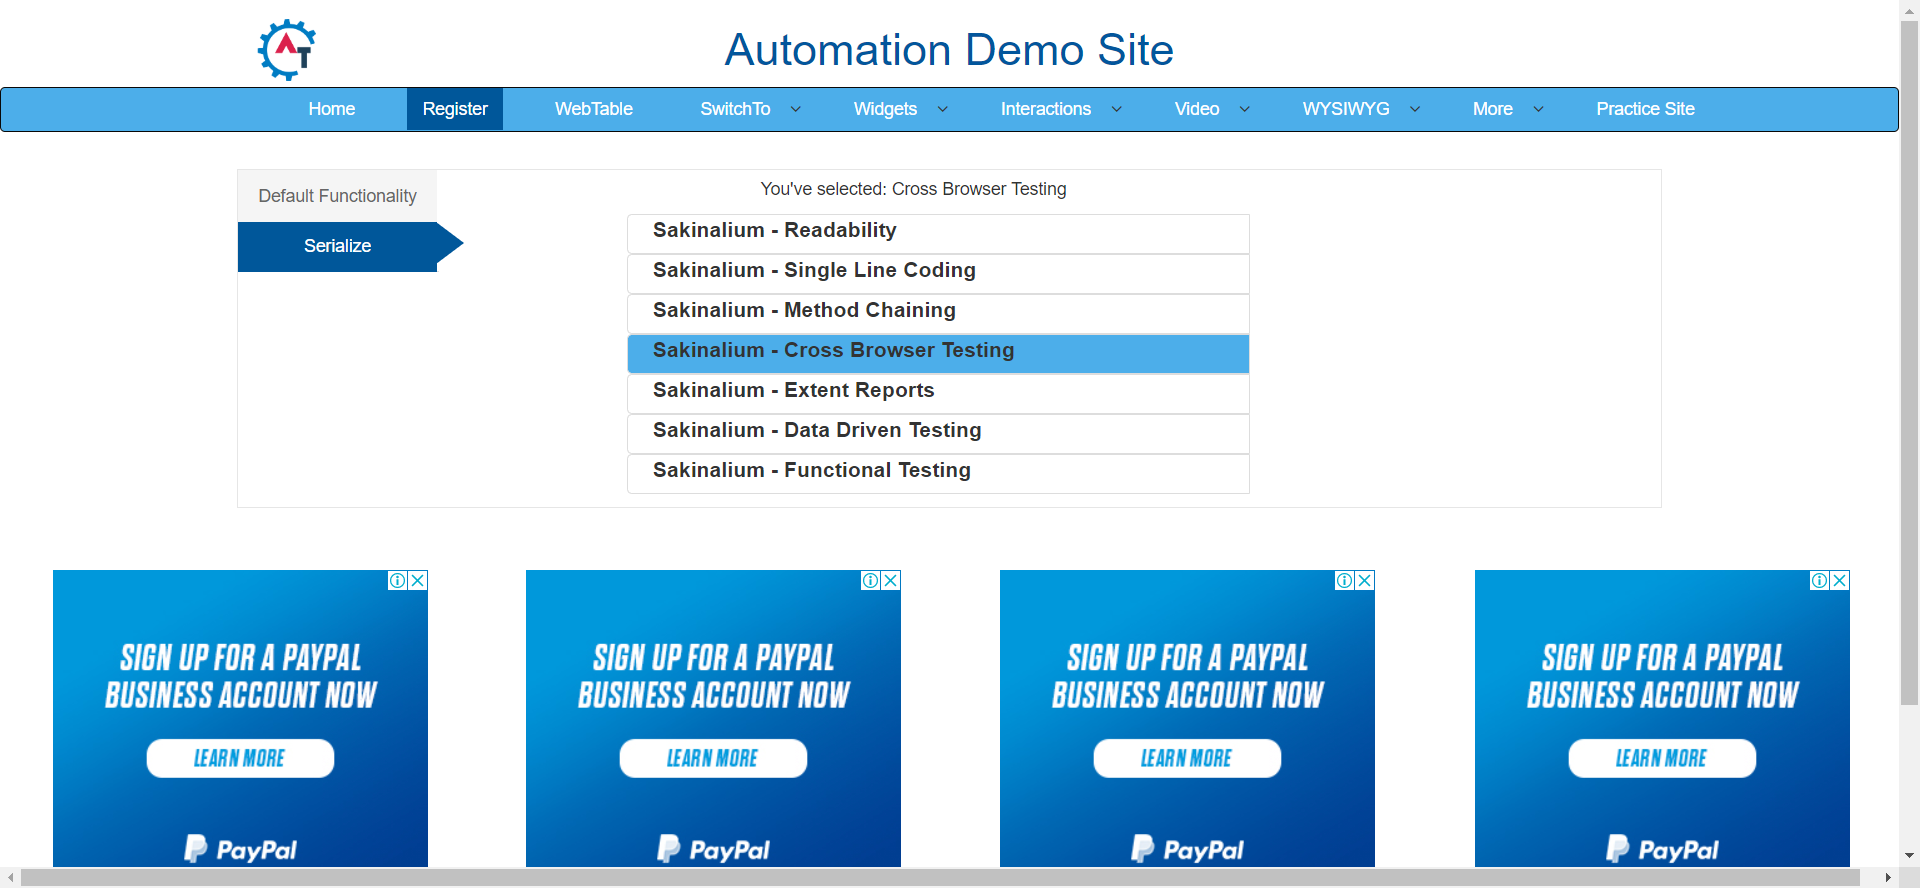 AT
Automation Demo Site
Home Register WebTable SwitchTo Widgets Interactions Video WYSIWYG More Practice Site
Default Functionality
Serialize
You've selected: Cross Browser Testing
Sakinalium - Readability
Sakinalium - Single Line Coding
Sakinalium - Method Chaining
Sakinalium - Cross Browser Testing
Sakinalium - Extent Reports
Sakinalium - Data Driven Testing
Sakinalium - Functional Testing
SIGN UP FOR A PAYPAL
BUSINESS ACCOUNT NOW
LEARN MORE
PayPal
SIGN UP FOR A PAYPAL
BUSINESS ACCOUNT NOW
LEARN MORE
PayPal
SIGN UP FOR A PAYPAL
BUSINESS ACCOUNT NOW
LEARN MORE
PayPal
SIGN UP FOR A PAYPAL
BUSINESS ACCOUNT NOW
LEARN MORE
PayPal